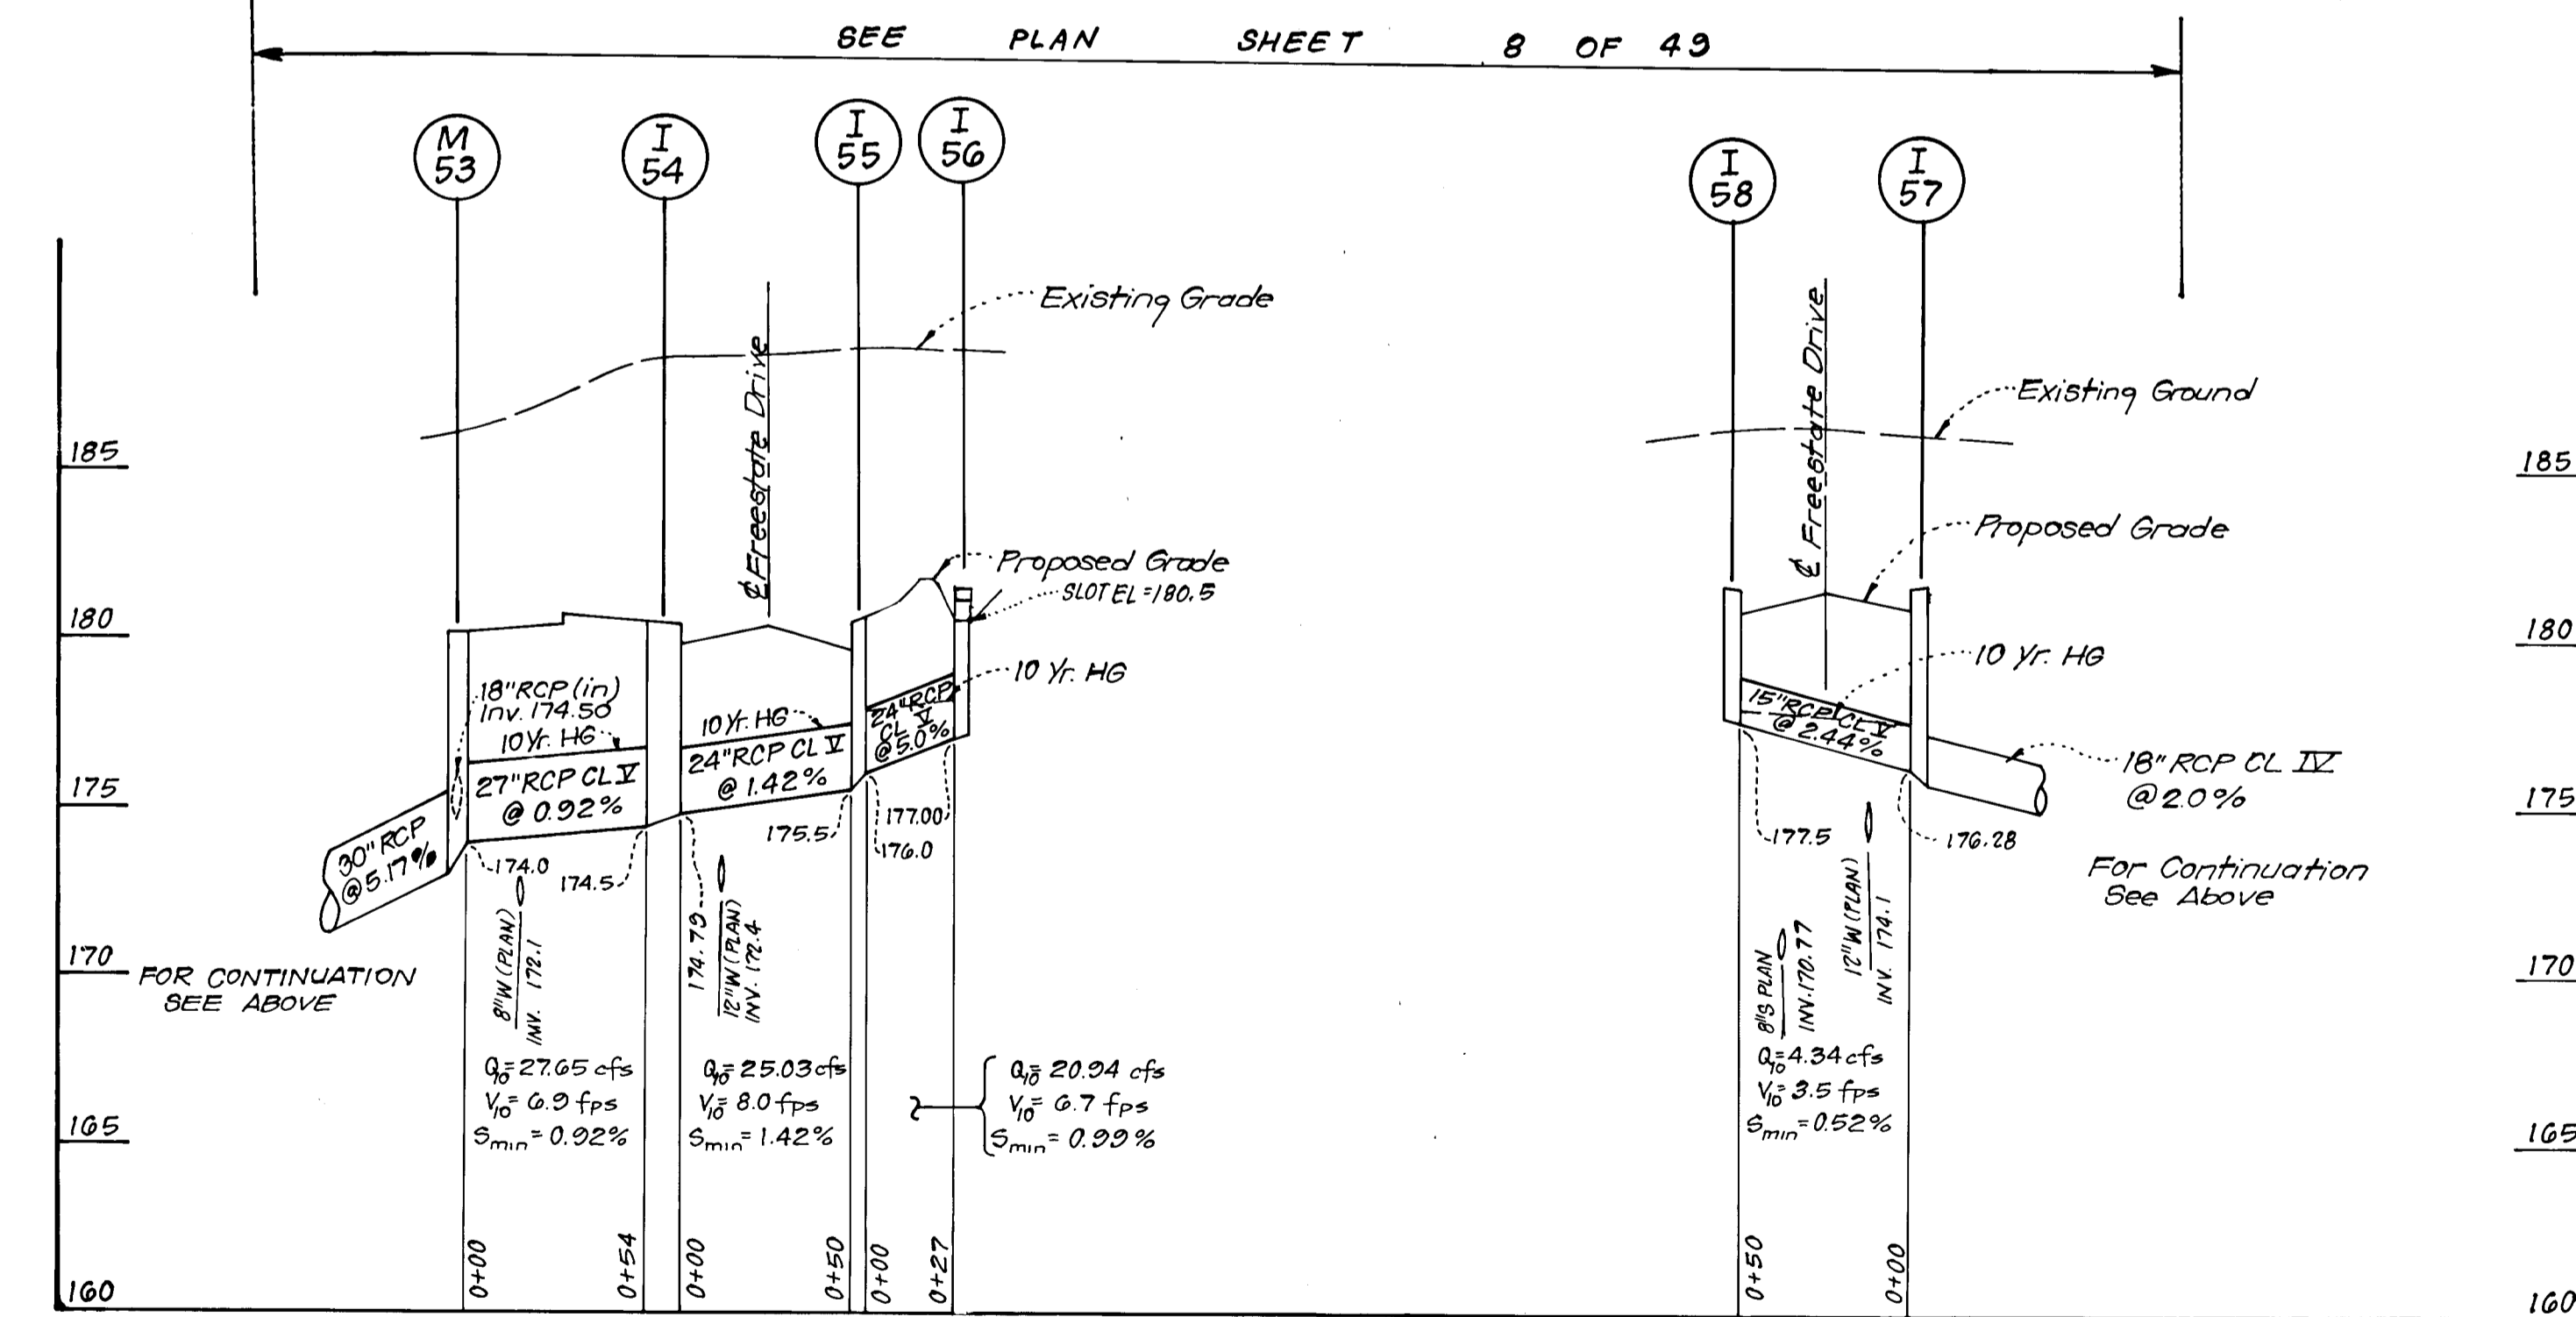 SEE PLAN SHEET 8 OF 49
M
53
I
54
I
55
I
56
I
58
I
57
Existing Grade
℄ Freestate Drive
Proposed Grade
SLOT EL = 180.5
10 Yr. HG
18" RCP (in)
Inv. 174.50
10 Yr. HG
27" RCP CL V
@ 0.92%
10 Yr. HG
24" RCP CL V
@ 1.42%
24" RCP
CL V
@ 5.0%
30" RCP
@ 5.17%
174.0
174.5
174.79
175.5
176.0
177.00
8" W (PLAN)
INV. 172.1
12" W (PLAN)
INV. 172.4
FOR CONTINUATION
SEE ABOVE
Q10 = 27.65 cfs
V10 = 6.9 fps
Smin = 0.92%
Q10 = 25.03 cfs
V10 = 8.0 fps
Smin = 1.42%
Q10 = 20.94 cfs
V10 = 6.7 fps
Smin = 0.99%
0+00
0+54
0+00
0+50
0+00
0+27
℄ Freestate Drive
Existing Ground
Proposed Grade
10 Yr. HG
15" RCP CL V
@ 2.44%
18" RCP CL IV
@ 2.0%
177.5
176.28
For Continuation
See Above
8" S PLAN
INV. 170.77
12" W (PLAN)
INV. 174.1
Q10 = 4.34 cfs
V10 = 3.5 fps
Smin = 0.52%
0+50
0+00
185
180
175
170
165
160
185
180
175
170
165
160